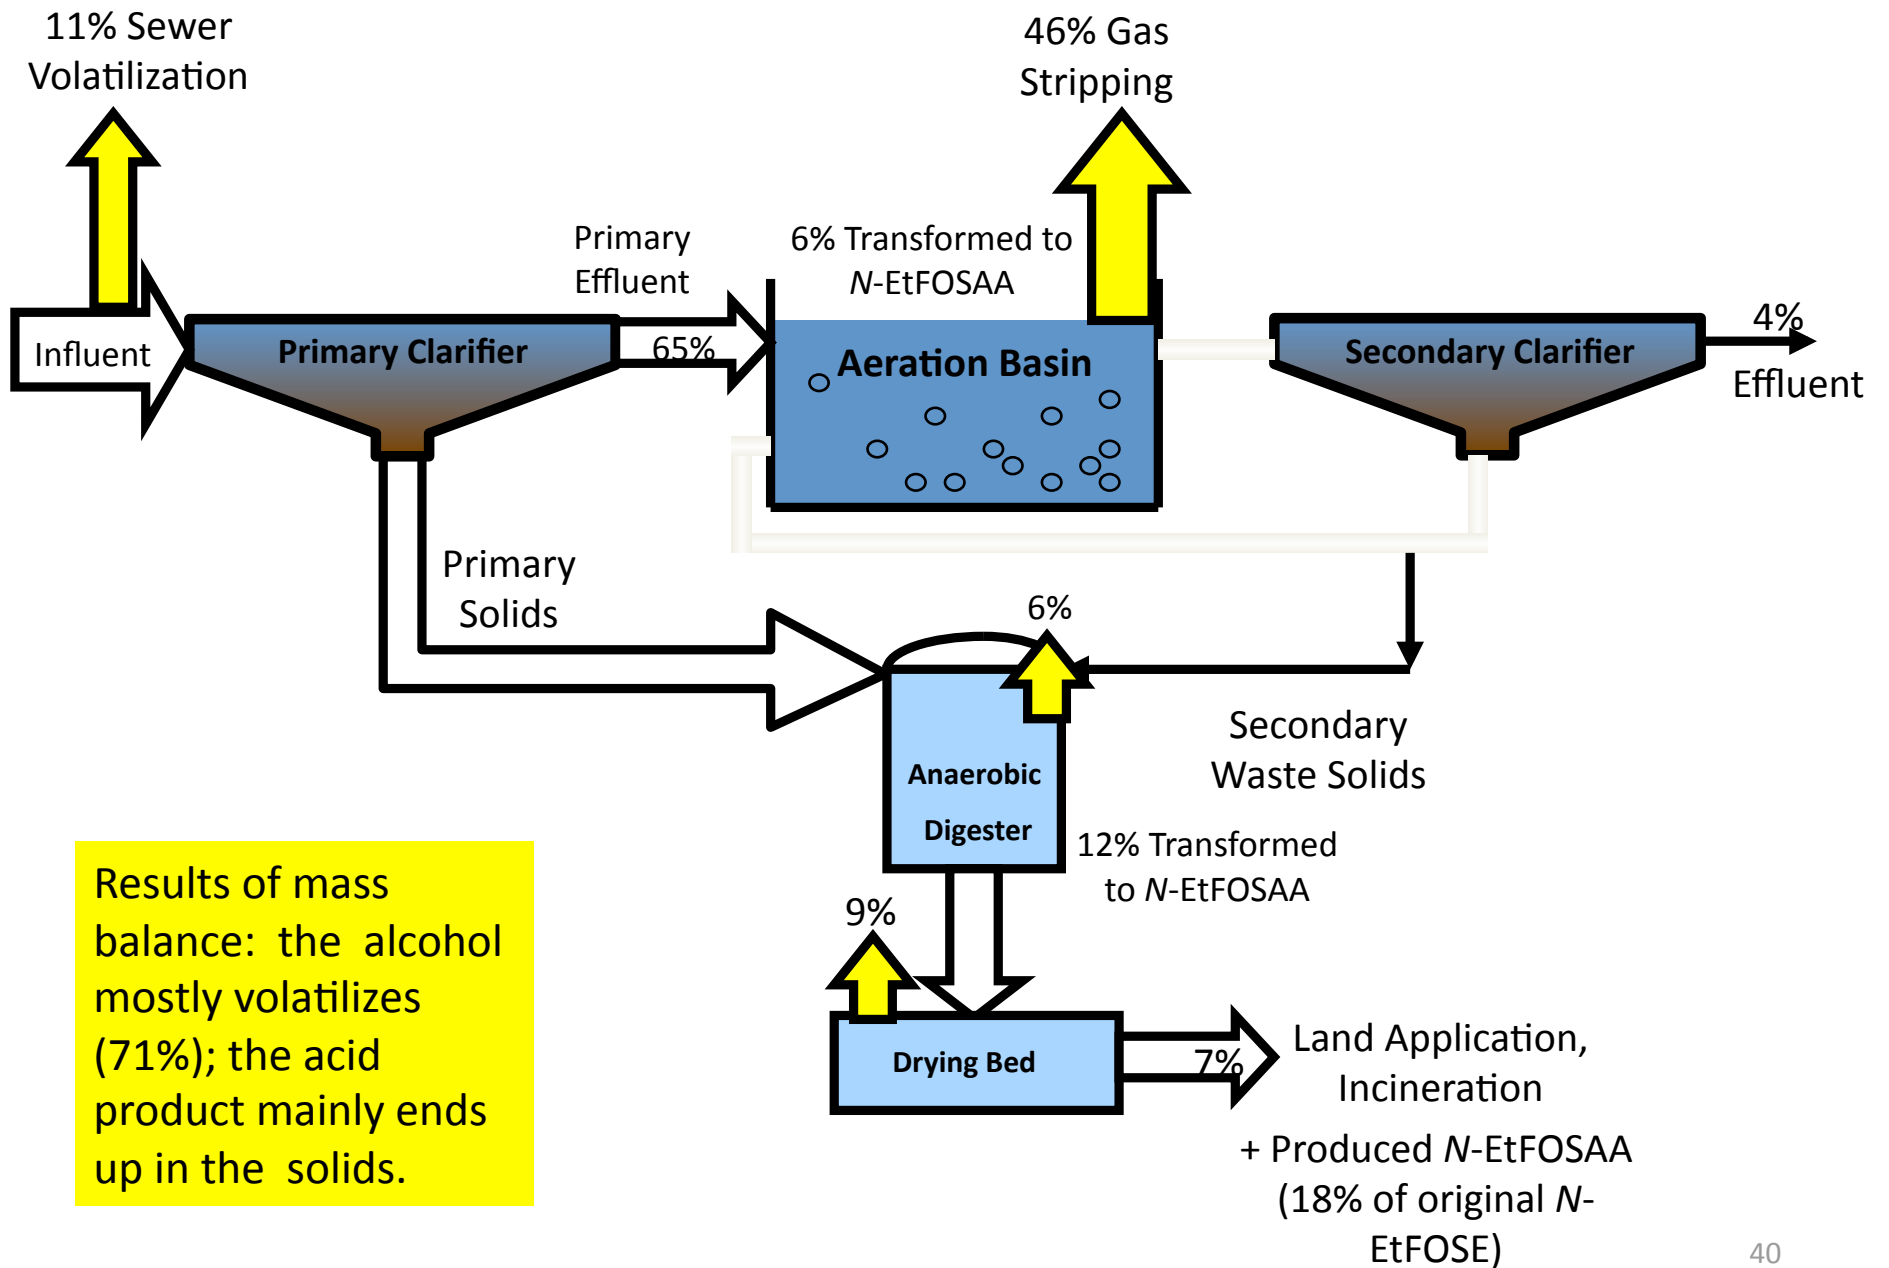 11% Sewer
Volatilization
46% Gas
Stripping
Primary
Effluent
6% Transformed to
N-EtFOSAA
Influent
Primary Clarifier
65%
Aeration Basin
Secondary Clarifier
4%
Effluent
Primary
Solids
6%
Secondary
Waste Solids
Anaerobic
Digester
12% Transformed
to N-EtFOSAA
Results of mass
balance: the alcohol
mostly volatilizes
(71%); the acid
product mainly ends
up in the solids.
9%
Drying Bed
7%
Land Application,
Incineration
+ Produced N-EtFOSAA
(18% of original N-
EtFOSE)
40